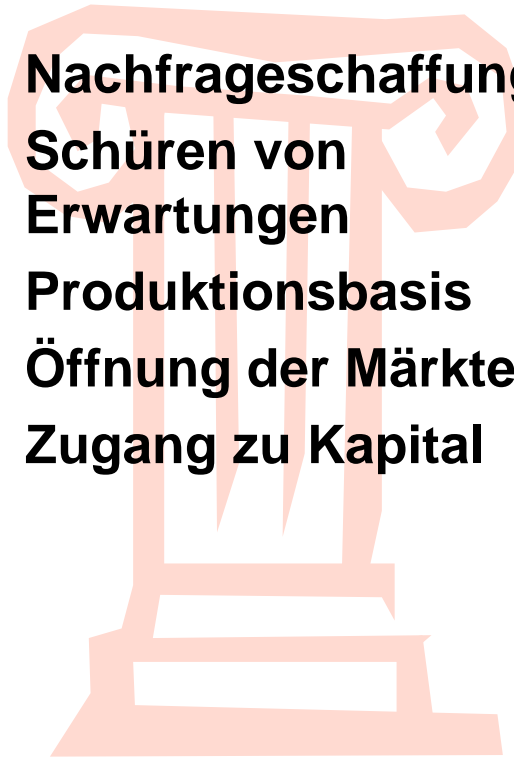 Nachfrageschaffung
Schüren von
Erwartungen
Produktionsbasis
Öffnung der Märkte
Zugang zu Kapital